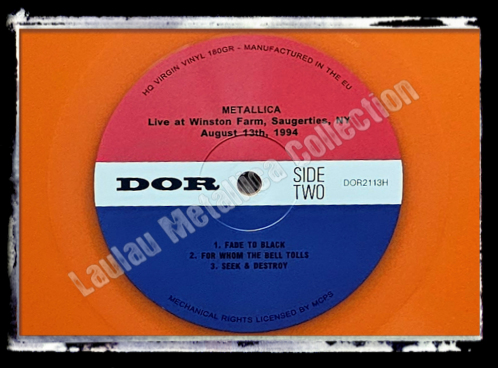 HQ VIRGIN VINYL 180GR - MANUFACTURED IN THE EU
METALLICA
Live at Winston Farm, Saugerties, NY
August 13th, 1994
DOR
SIDE
TWO
DOR2113H
1. FADE TO BLACK
2. FOR WHOM THE BELL TOLLS
3. SEEK & DESTROY
MECHANICAL RIGHTS LICENSED BY MCPS
Laulau Metallica Collection